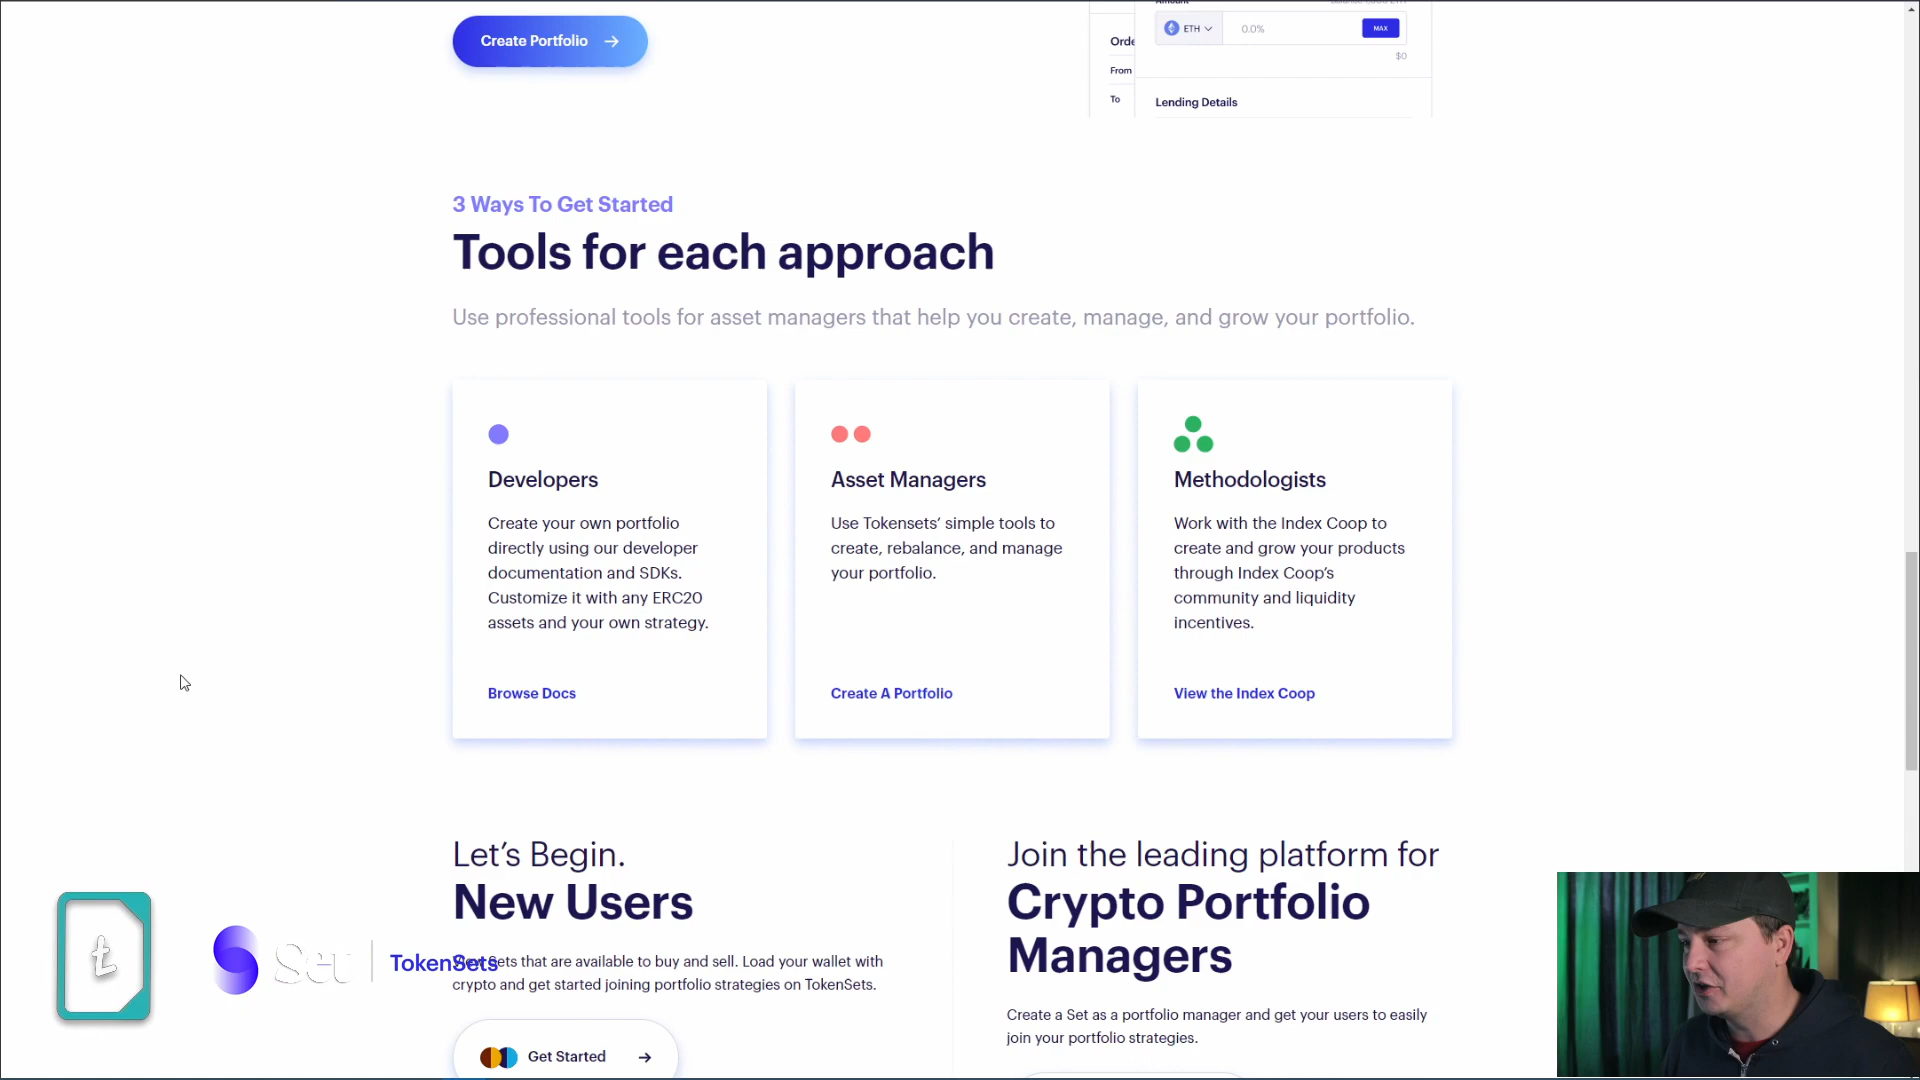 Create Portfolio
ETH
0.0%
MAX
$0
Orde
From
To
Lending Details
3 Ways To Get Started
Tools for each approach
Use professional tools for asset managers that help you create, manage, and grow your portfolio.
Developers
Create your own portfolio
directly using our developer
documentation and SDKs.
Customize it with any ERC20
assets and your own strategy.
Browse Docs
Asset Managers
Use Tokensets’ simple tools to
create, rebalance, and manage
your portfolio.
Create A Portfolio
Methodologists
Work with the Index Coop to
create and grow your products
through Index Coop’s
community and liquidity
incentives.
View the Index Coop
Let’s Begin.
New Users
Sets that are available to buy and sell. Load your wallet with
crypto and get started joining portfolio strategies on TokenSets.
Get Started
Join the leading platform for
Crypto Portfolio
Managers
Create a Set as a portfolio manager and get your users to easily
join your portfolio strategies.
Set
TokenSets